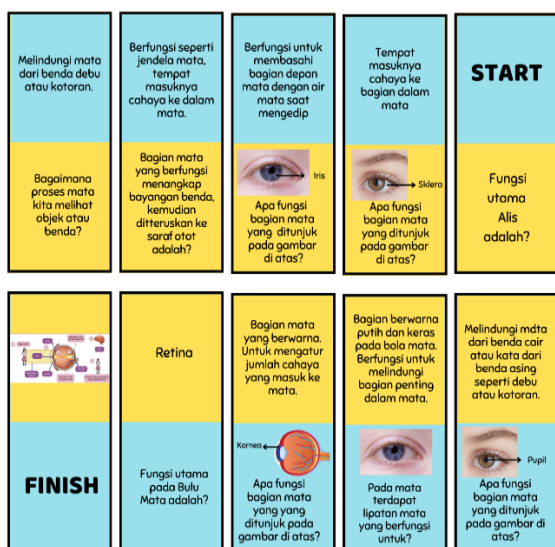 Melindungi mata
dari benda debu
atau kotoran.
Bagaimana
proses mata
kita melihat
objek atau
benda?
Berfungsi seperti
jendela mata,
tempat
masuknya
cahaya ke dalam
mata.
Bagian mata
yang berfungsi
menangkap
bayangan benda,
kemudian
ditteruskan ke
saraf otot
adalah?
Berfungsi untuk
membasahi
bagian depan
mata dengan air
mata saat
mengedip
Iris
Apa fungsi
bagian mata
yang ditunjuk
pada gambar
di atas?
Tempat
masuknya
cahaya ke
bagian dalam
mata
Sklera
Apa fungsi
bagian mata
yang ditunjuk
pada gambar
di atas?
START
Fungsi
utama
Alis
adalah?
FINISH
Retina
Fungsi utama
pada Bulu
Mata adalah?
Bagian mata
yang berwarna.
Untuk mengatur
jumlah cahaya
yang masuk ke
mata.
Kornea
Apa fungsi
bagian mata
yang yang
ditunjuk pada
gambar di atas?
Bagian berwarna
putih dan keras
pada bola mata.
Berfungsi untuk
melindungi
bagian penting
dalam mata.
Pada mata
terdapat
lipatan mata
yang berfungsi
untuk?
Melindungi mata
dari benda cair
atau kata dari
benda asing
seperti debu
atau kotoran.
Pupil
Apa fungsi
bagian mata
yang ditunjuk
pada gambar di
atas?